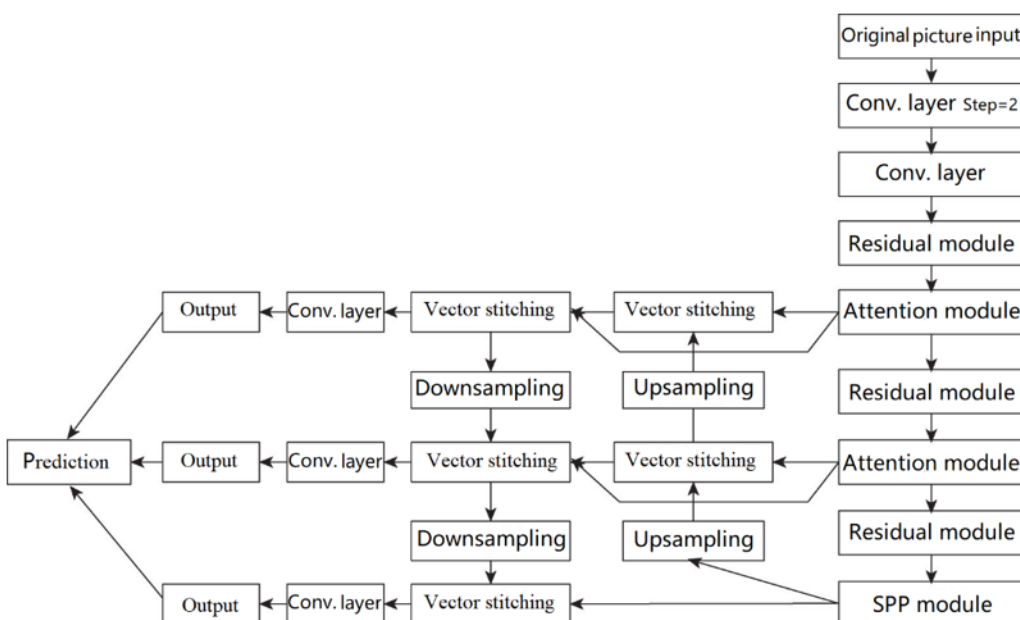 Original picture input
Conv. layer Step=2
Conv. layer
Residual module
Output
Conv. layer
Vector stitching
Vector stitching
Attention module
Downsampling
Upsampling
Residual module
Prediction
Output
Conv. layer
Vector stitching
Vector stitching
Attention module
Downsampling
Upsampling
Residual module
Output
Conv. layer
Vector stitching
SPP module